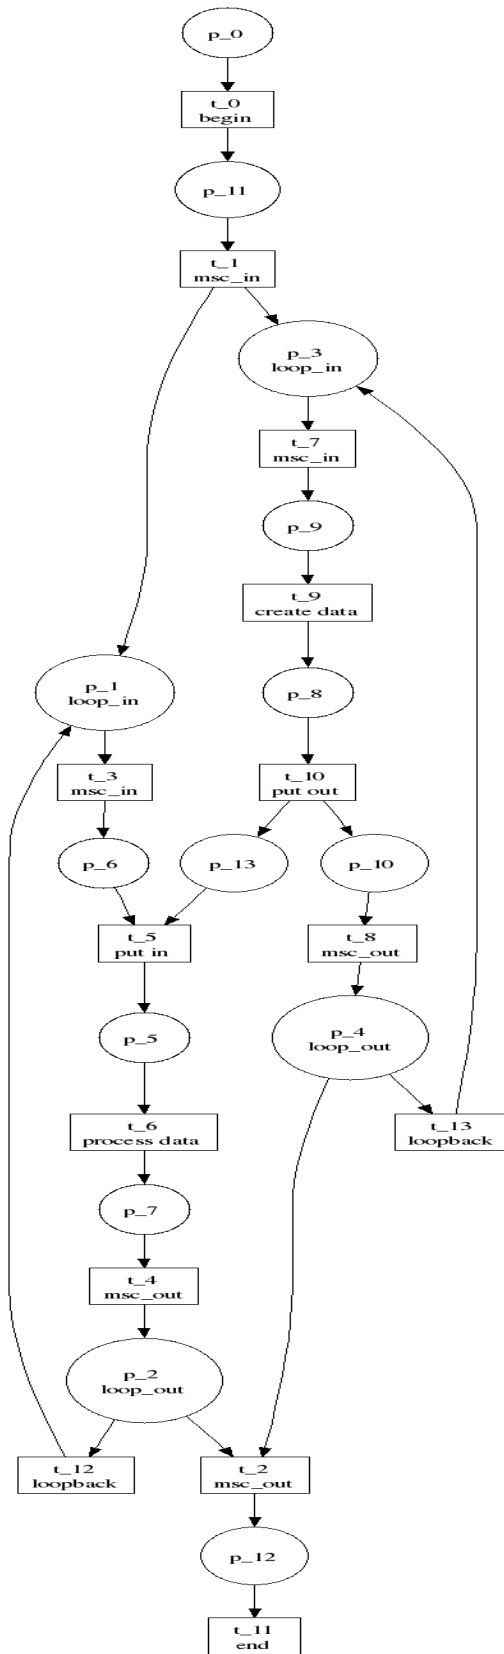 p_0
t_0
begin
p_11
t_1
msc_in
p_3
loop_in
t_7
msc_in
p_9
t_9
create data
p_1
loop_in
p_8
t_3
msc_in
t_10
put out
p_6
p_13
p_10
t_5
put in
t_8
msc_out
p_5
p_4
loop_out
t_6
process data
t_13
loopback
p_7
t_4
msc_out
p_2
loop_out
t_12
loopback
t_2
msc_out
p_12
t_11
end